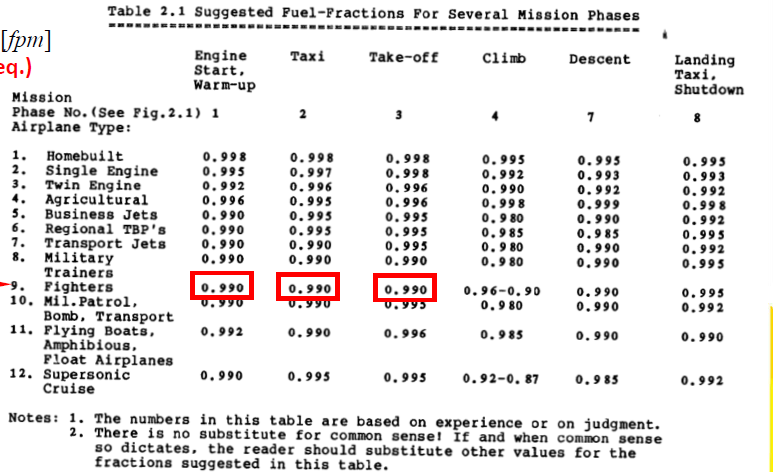 Table 2.1 Suggested Fuel-Fractions For Several Mission Phases
[fpm]
eq.)
Engine Taxi Take-off Climb Descent Landing
Start, Taxi,
Warm-up Shutdown
Mission
Phase No.(See Fig.2.1) 1 2 3 4 7 8
Airplane Type:
1. Homebuilt 0.998 0.998 0.998 0.995 0.995 0.995
2. Single Engine 0.995 0.997 0.998 0.992 0.993 0.993
3. Twin Engine 0.992 0.996 0.996 0.990 0.992 0.992
4. Agricultural 0.996 0.995 0.996 0.998 0.999 0.998
5. Business Jets 0.990 0.995 0.995 0.980 0.990 0.992
6. Regional TBP's 0.990 0.995 0.995 0.985 0.985 0.995
7. Transport Jets 0.990 0.990 0.995 0.980 0.990 0.992
8. Military 0.990 0.990 0.990 0.980 0.990 0.995
Trainers
9. Fighters 0.990 0.990 0.990 0.96-0.90 0.990 0.995
10. Mil.Patrol, 0.990 0.990 0.995 0.980 0.990 0.992
Bomb, Transport
11. Flying Boats, 0.992 0.990 0.996 0.985 0.990 0.990
Amphibious,
Float Airplanes
12. Supersonic 0.990 0.995 0.995 0.92-0.87 0.985 0.992
Cruise
Notes: 1. The numbers in this table are based on experience or on judgment.
2. There is no substitute for common sense! If and when common sense
so dictates, the reader should substitute other values for the
fractions suggested in this table.